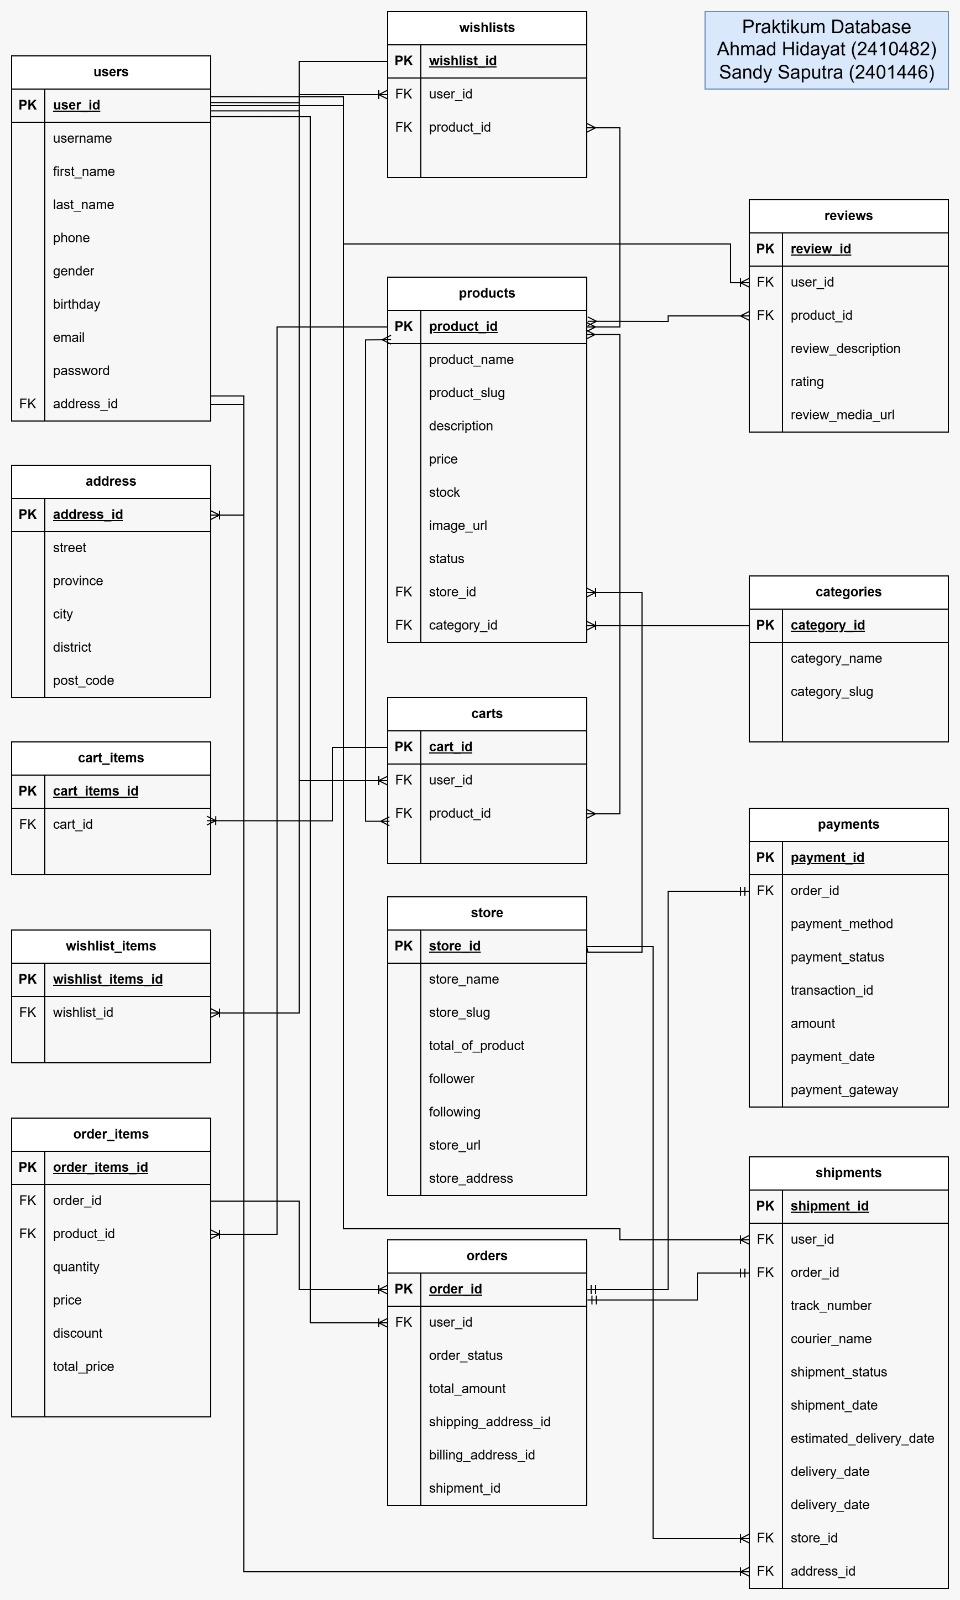 Praktikum Database
Ahmad Hidayat (2410482)
Sandy Saputra (2401446)
users
PK user_id
username
first_name
last_name
phone
gender
birthday
email
password
FK address_id
address
PK address_id
street
province
city
district
post_code
cart_items
PK cart_items_id
FK cart_id
wishlist_items
PK wishlist_items_id
FK wishlist_id
order_items
PK order_items_id
FK order_id
FK product_id
quantity
price
discount
total_price
wishlists
PK wishlist_id
FK user_id
FK product_id
products
PK product_id
product_name
product_slug
description
price
stock
image_url
status
FK store_id
FK category_id
carts
PK cart_id
FK user_id
FK product_id
store
PK store_id
store_name
store_slug
total_of_product
follower
following
store_url
store_address
orders
PK order_id
FK user_id
order_status
total_amount
shipping_address_id
billing_address_id
shipment_id
reviews
PK review_id
FK user_id
FK product_id
review_description
rating
review_media_url
categories
PK category_id
category_name
category_slug
payments
PK payment_id
FK order_id
payment_method
payment_status
transaction_id
amount
payment_date
payment_gateway
shipments
PK shipment_id
FK user_id
FK order_id
track_number
courier_name
shipment_status
shipment_date
estimated_delivery_date
delivery_date
delivery_date
FK store_id
FK address_id